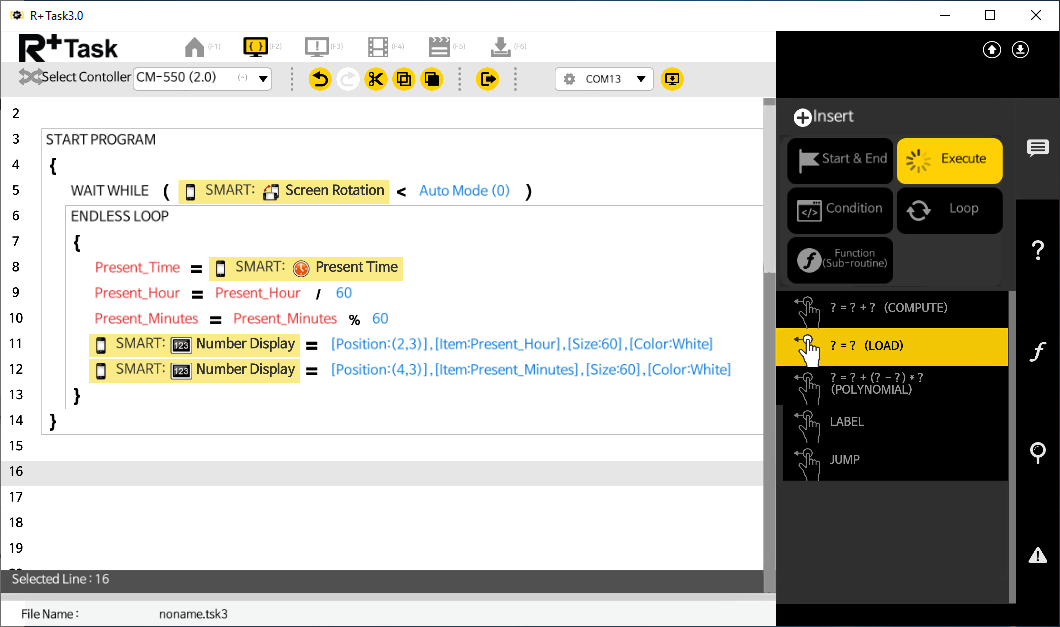 R+Task3.0
R+Task
(F1) (F2) (F3) (F4) (F5) (F6)
Select Contoller CM-550 (2.0) (-) COM13
2
3 START PROGRAM
4 {
5 WAIT WHILE ( SMART: Screen Rotation < Auto Mode (0) )
6 ENDLESS LOOP
7 {
8 Present_Time = SMART: Present Time
9 Present_Hour = Present_Hour / 60
10 Present_Minutes = Present_Minutes % 60
11 SMART: 123 Number Display = [Position:(2,3)],[Item:Present_Hour],[Size:60],[Color:White]
12 SMART: 123 Number Display = [Position:(4,3)],[Item:Present_Minutes],[Size:60],[Color:White]
13 }
14 }
15
16
17
18
19
Selected Line : 16
File Name : noname.tsk3
Insert
Start & End Execute
Condition Loop
Function
(Sub-routine)
? = ? + ? (COMPUTE)
? = ? (LOAD)
? = ? + (? - ?) * ?
(POLYNOMIAL)
LABEL
JUMP